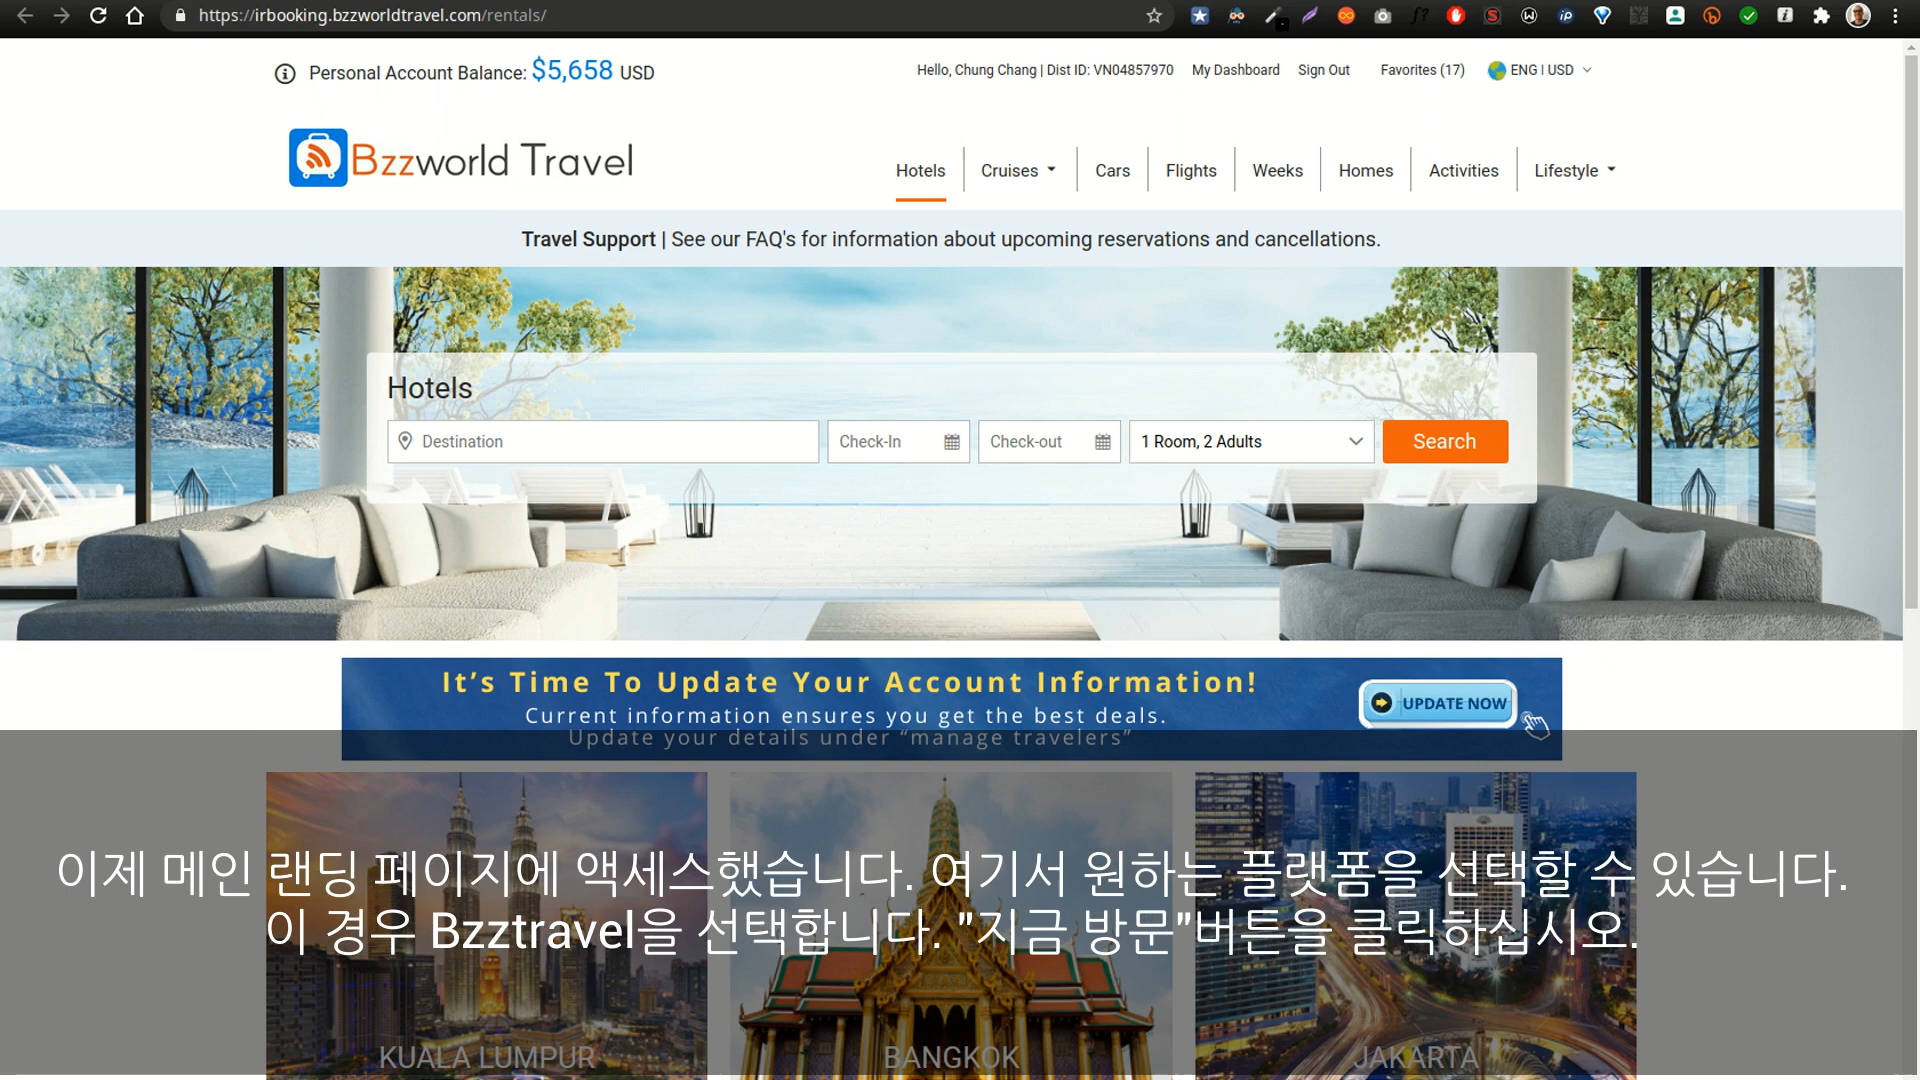 https://irbooking.bzzworldtravel.com/rentals/
Personal Account Balance: $5,658 USD
Hello, Chung Chang | Dist ID: VN04857970 My Dashboard Sign Out Favorites (17) ENG | USD
Bzzworld Travel
Hotels Cruises Cars Flights Weeks Homes Activities Lifestyle
Travel Support | See our FAQ's for information about upcoming reservations and cancellations.
Hotels
Destination Check-In Check-out 1 Room, 2 Adults Search
It's Time To Update Your Account Information!
Current information ensures you get the best deals.
Update your details under “manage travelers”
UPDATE NOW
이제 메인 랜딩 페이지에 액세스했습니다. 여기서 원하는 플랫폼을 선택할 수 있습니다.
이 경우 Bzztravel을 선택합니다. "지금 방문"버튼을 클릭하십시오.
KUALA LUMPUR BANGKOK JAKARTA